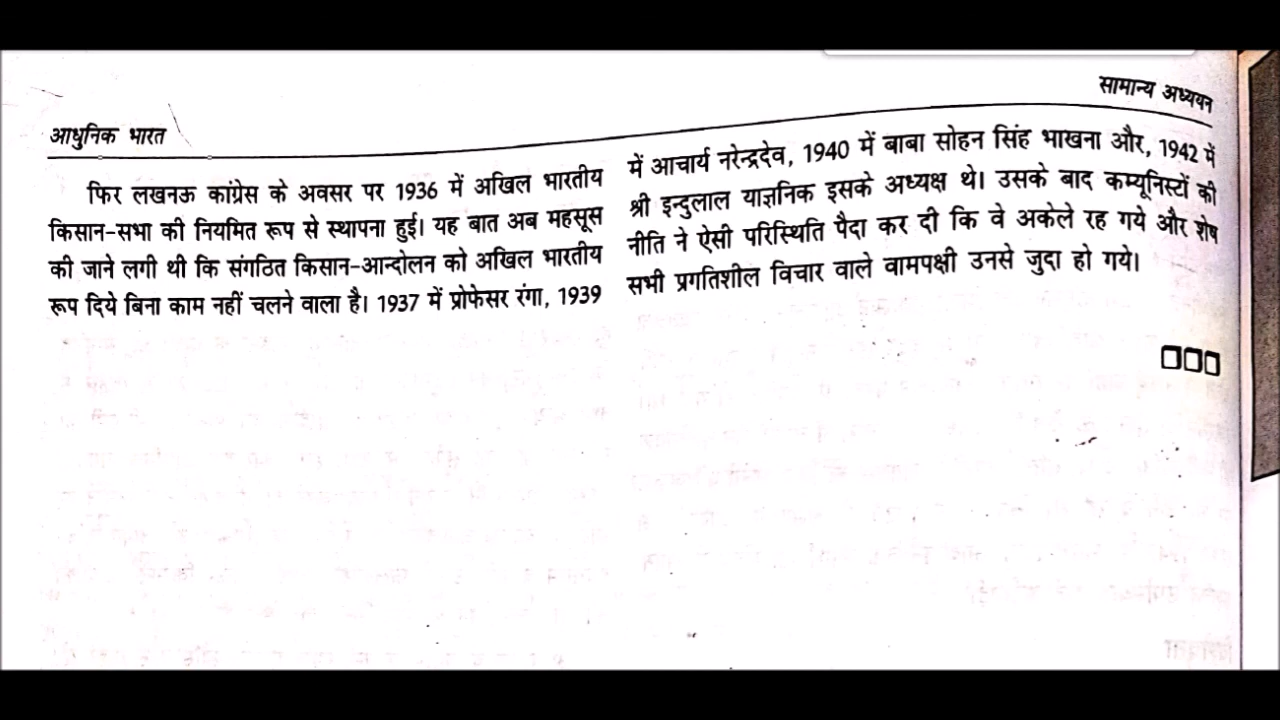 सामान्य अध्ययन
आधुनिक भारत
फिर लखनऊ कांग्रेस के अवसर पर 1936 में अखिल भारतीय
किसान-सभा की नियमित रूप से स्थापना हुई। यह बात अब महसूस
की जाने लगी थी कि संगठित किसान-आन्दोलन को अखिल भारतीय
रूप दिये बिना काम नहीं चलने वाला है। 1937 में प्रोफेसर रंगा, 1939
में आचार्य नरेन्द्रदेव, 1940 में बाबा सोहन सिंह भाखना और, 1942 में
श्री इन्दुलाल याज्ञनिक इसके अध्यक्ष थे। उसके बाद कम्यूनिस्टों की
नीति ने ऐसी परिस्थिति पैदा कर दी कि वे अकेले रह गये और शेष
सभी प्रगतिशील विचार वाले वामपक्षी उनसे जुदा हो गये।